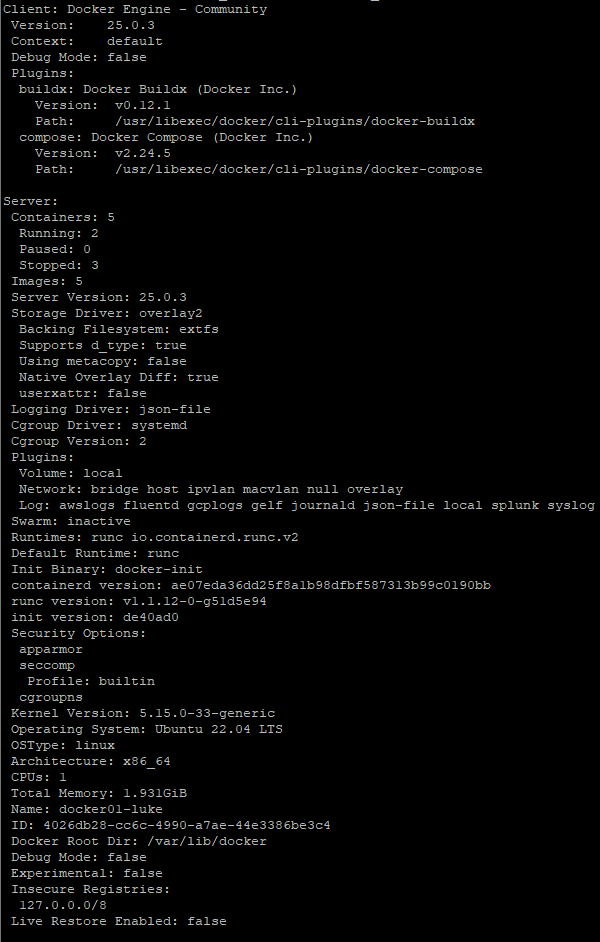 Client: Docker Engine - Community
Version:    25.0.3
Context:    default
Debug Mode: false
Plugins:
buildx: Docker Buildx (Docker Inc.)
Version:  v0.12.1
Path:     /usr/libexec/docker/cli-plugins/docker-buildx
compose: Docker Compose (Docker Inc.)
Version:  v2.24.5
Path:     /usr/libexec/docker/cli-plugins/docker-compose
Server:
Containers: 5
Running: 2
Paused: 0
Stopped: 3
Images: 5
Server Version: 25.0.3
Storage Driver: overlay2
Backing Filesystem: extfs
Supports d_type: true
Using metacopy: false
Native Overlay Diff: true
userxattr: false
Logging Driver: json-file
Cgroup Driver: systemd
Cgroup Version: 2
Plugins:
Volume: local
Network: bridge host ipvlan macvlan null overlay
Log: awslogs fluentd gcplogs gelf journald json-file local splunk syslog
Swarm: inactive
Runtimes: runc io.containerd.runc.v2
Default Runtime: runc
Init Binary: docker-init
containerd version: ae07eda36dd25f8a1b98dfbf587313b99c0190bb
runc version: v1.1.12-0-g51d5e94
init version: de40ad0
Security Options:
apparmor
seccomp
Profile: builtin
cgroupns
Kernel Version: 5.15.0-33-generic
Operating System: Ubuntu 22.04 LTS
OSType: linux
Architecture: x86_64
CPUs: 1
Total Memory: 1.931GiB
Name: docker01-luke
ID: 4026db28-cc6c-4990-a7ae-44e3386be3c4
Docker Root Dir: /var/lib/docker
Debug Mode: false
Experimental: false
Insecure Registries:
127.0.0.0/8
Live Restore Enabled: false